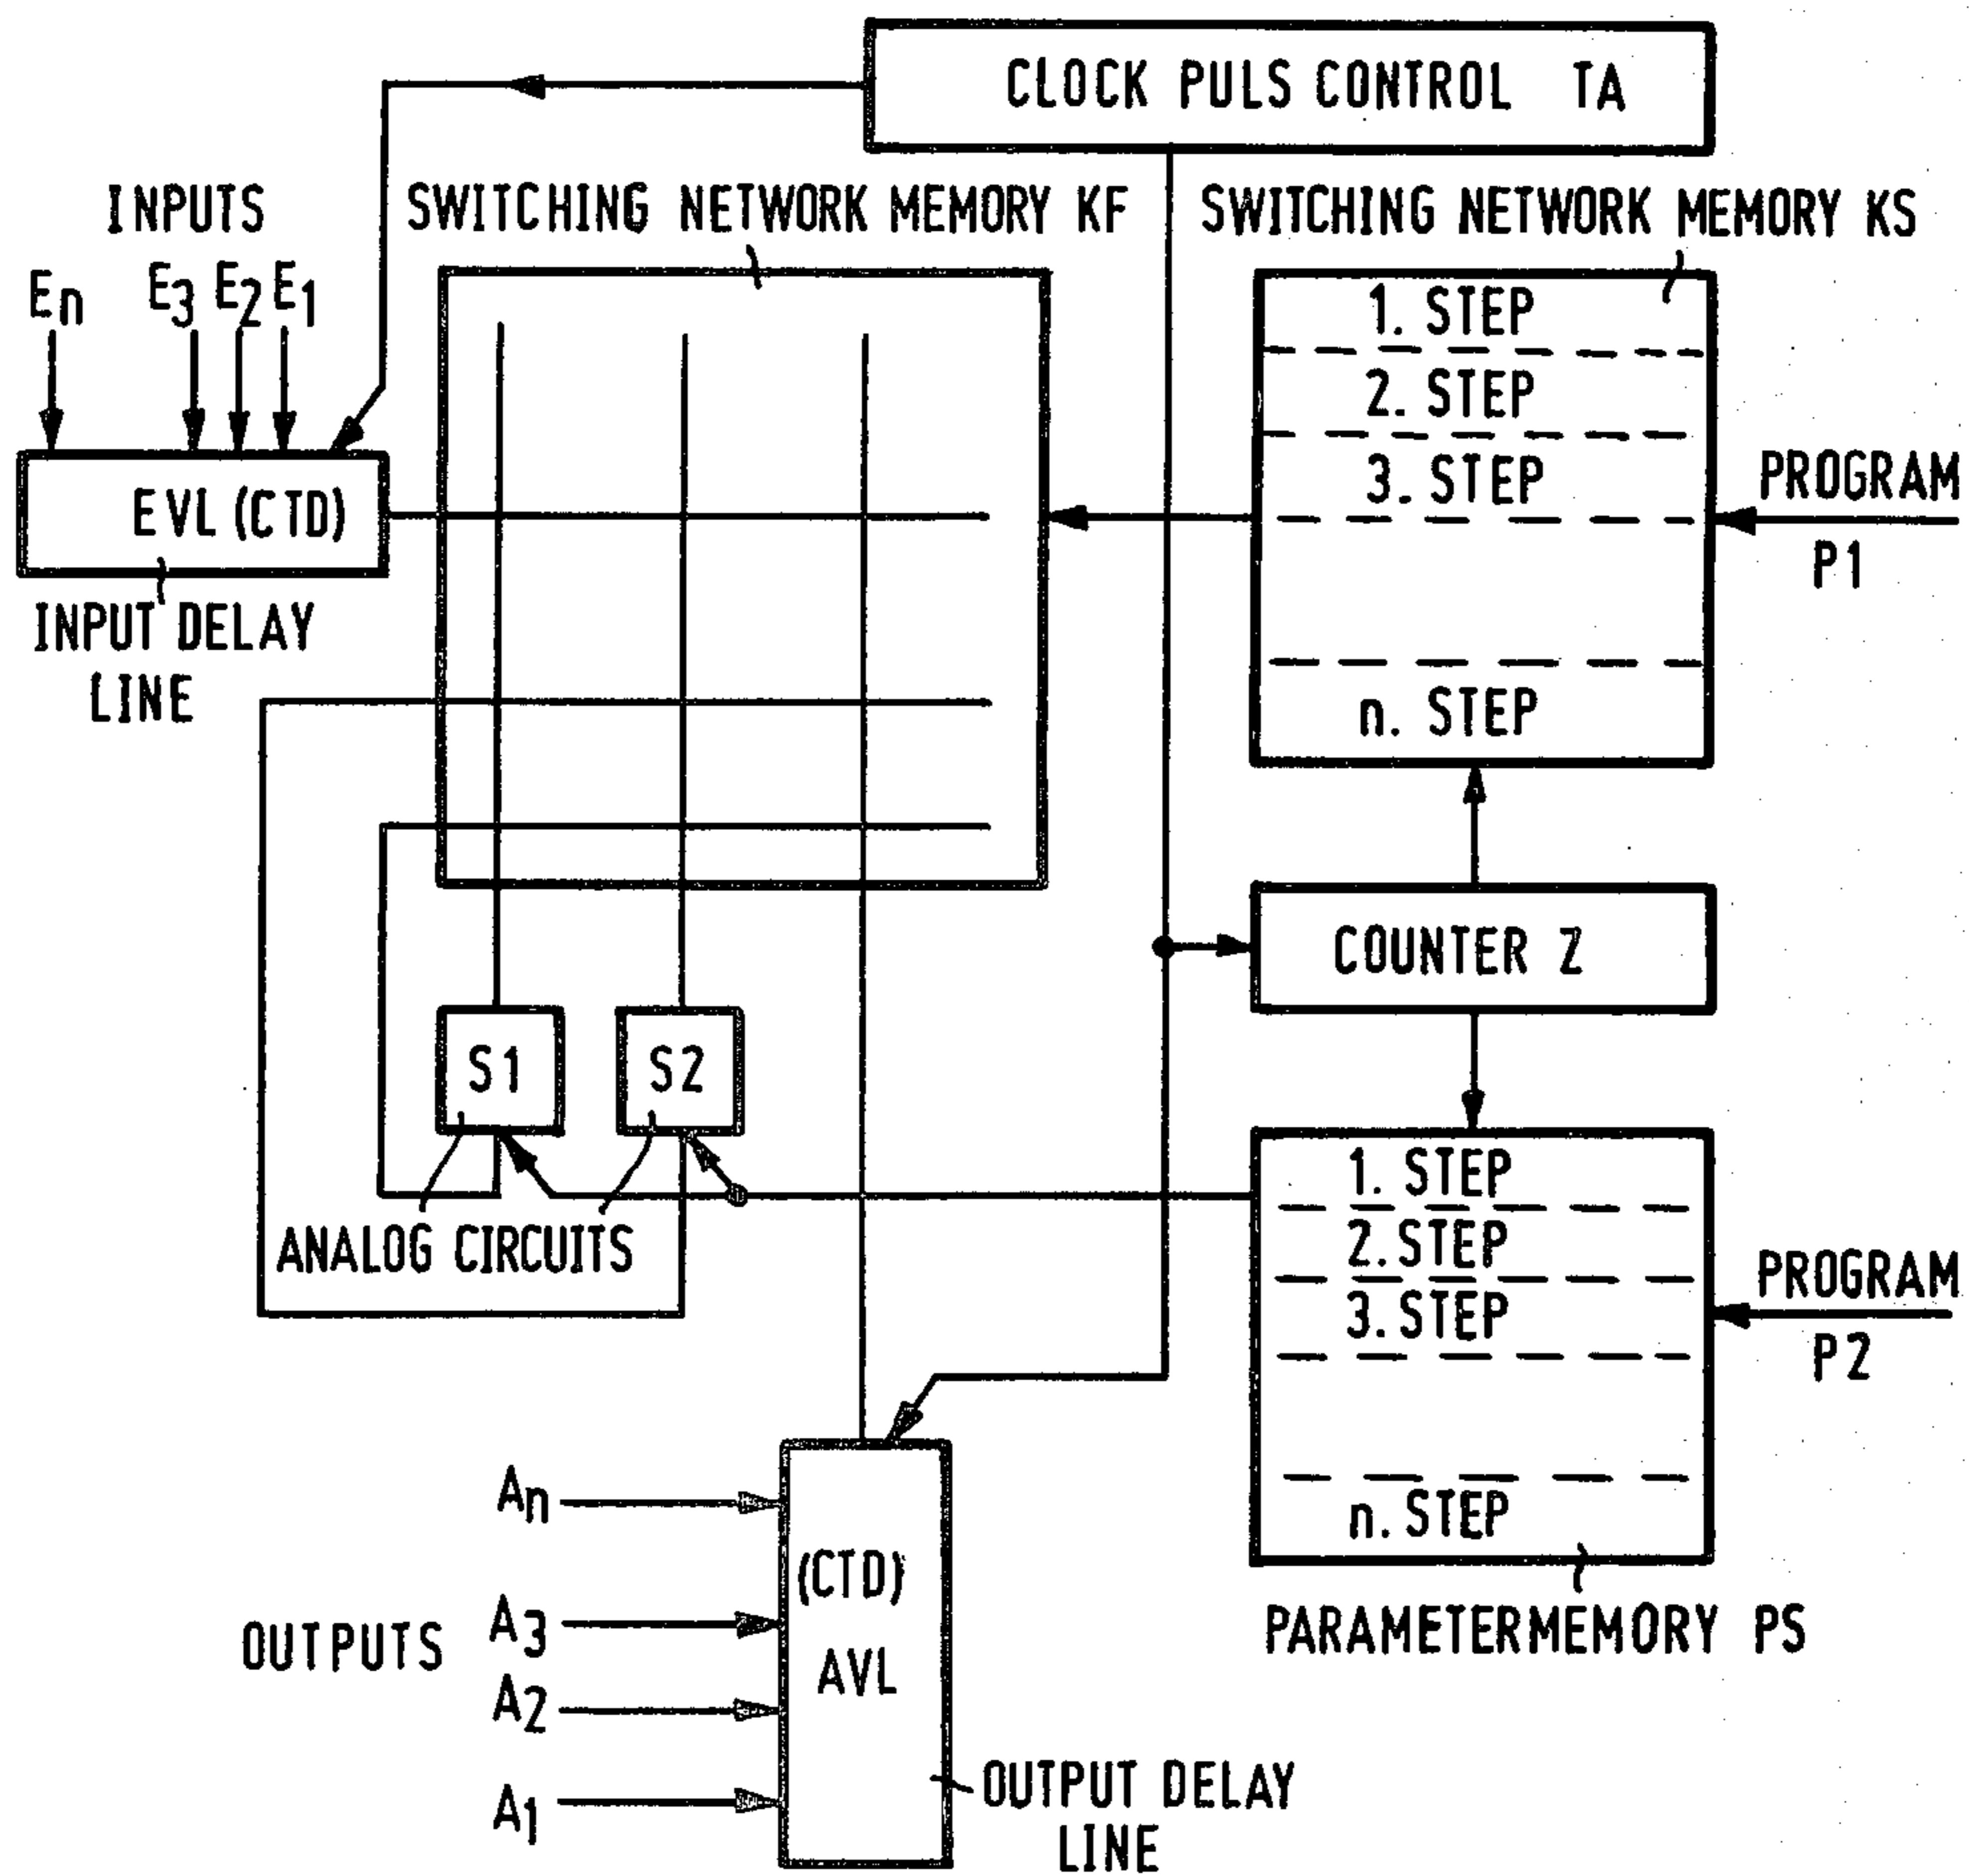 CLOCK PULS CONTROL TA
INPUTS
SWITCHING NETWORK MEMORY KF
SWITCHING NETWORK MEMORY KS
En
E3
E2
E1
EVL (CTD)
INPUT DELAY
LINE
1. STEP
2. STEP
3. STEP
n. STEP
PROGRAM
P1
COUNTER Z
S1
S2
ANALOG CIRCUITS
1. STEP
2. STEP
3. STEP
n. STEP
PROGRAM
P2
PARAMETERMEMORY PS
OUTPUTS
An
A3
A2
A1
(CTD)
AVL
OUTPUT DELAY
LINE